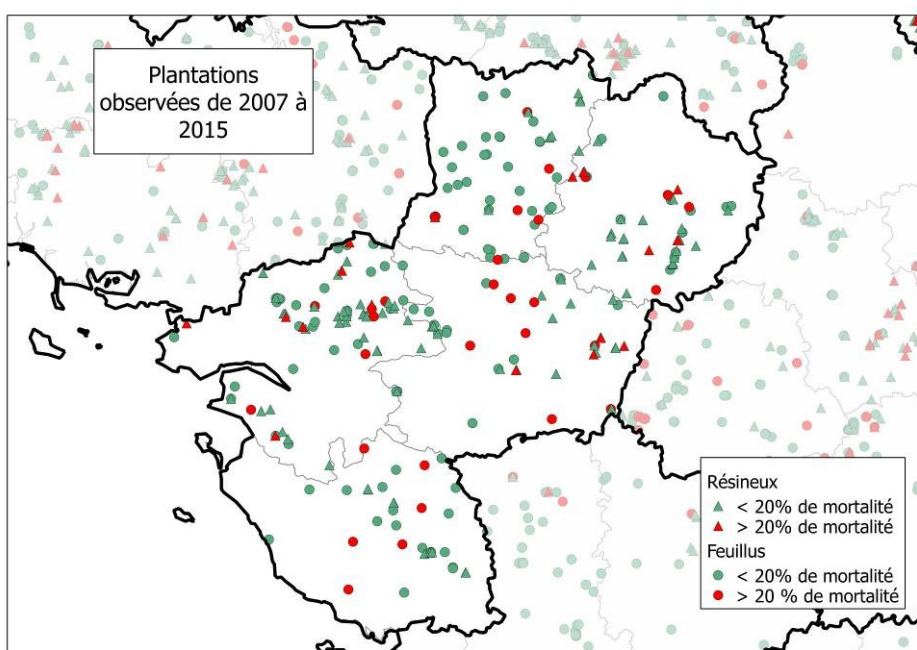 Plantations
observées de 2007 à
2015
Résineux
< 20% de mortalité
> 20% de mortalité
Feuillus
< 20% de mortalité
> 20 % de mortalité